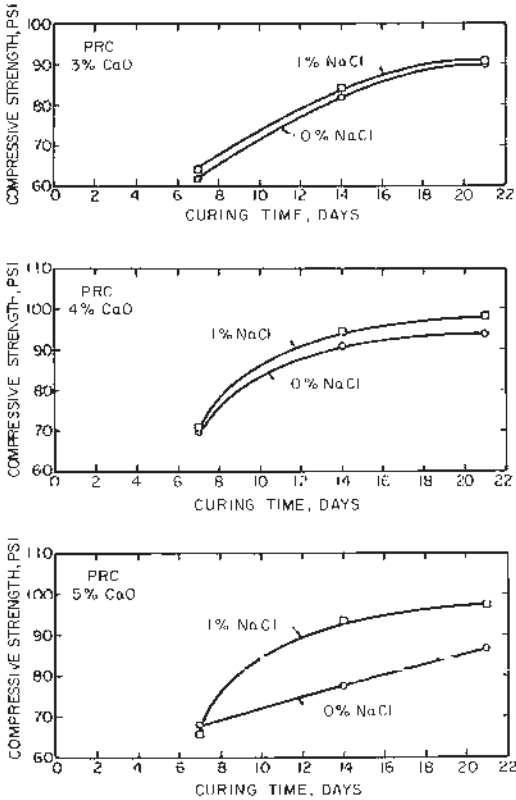 COMPRESSIVE STRENGTH, PSI
100
90
80
70
60
PRC
3% CaO
1% NaCl
0% NaCl
0 2 4 6 8 10 12 14 16 18 20 22
CURING TIME, DAYS
COMPRESSIVE STRENGTH, PSI
110
100
90
80
70
60
PRC
4% CaO
1% NaCl
0% NaCl
0 2 4 6 8 10 12 14 16 18 20 22
CURING TIME, DAYS
COMPRESSIVE STRENGTH, PSI
110
100
90
80
70
60
PRC
5% CaO
1% NaCl
0% NaCl
0 2 4 6 8 10 12 14 16 18 20 22
CURING TIME, DAYS